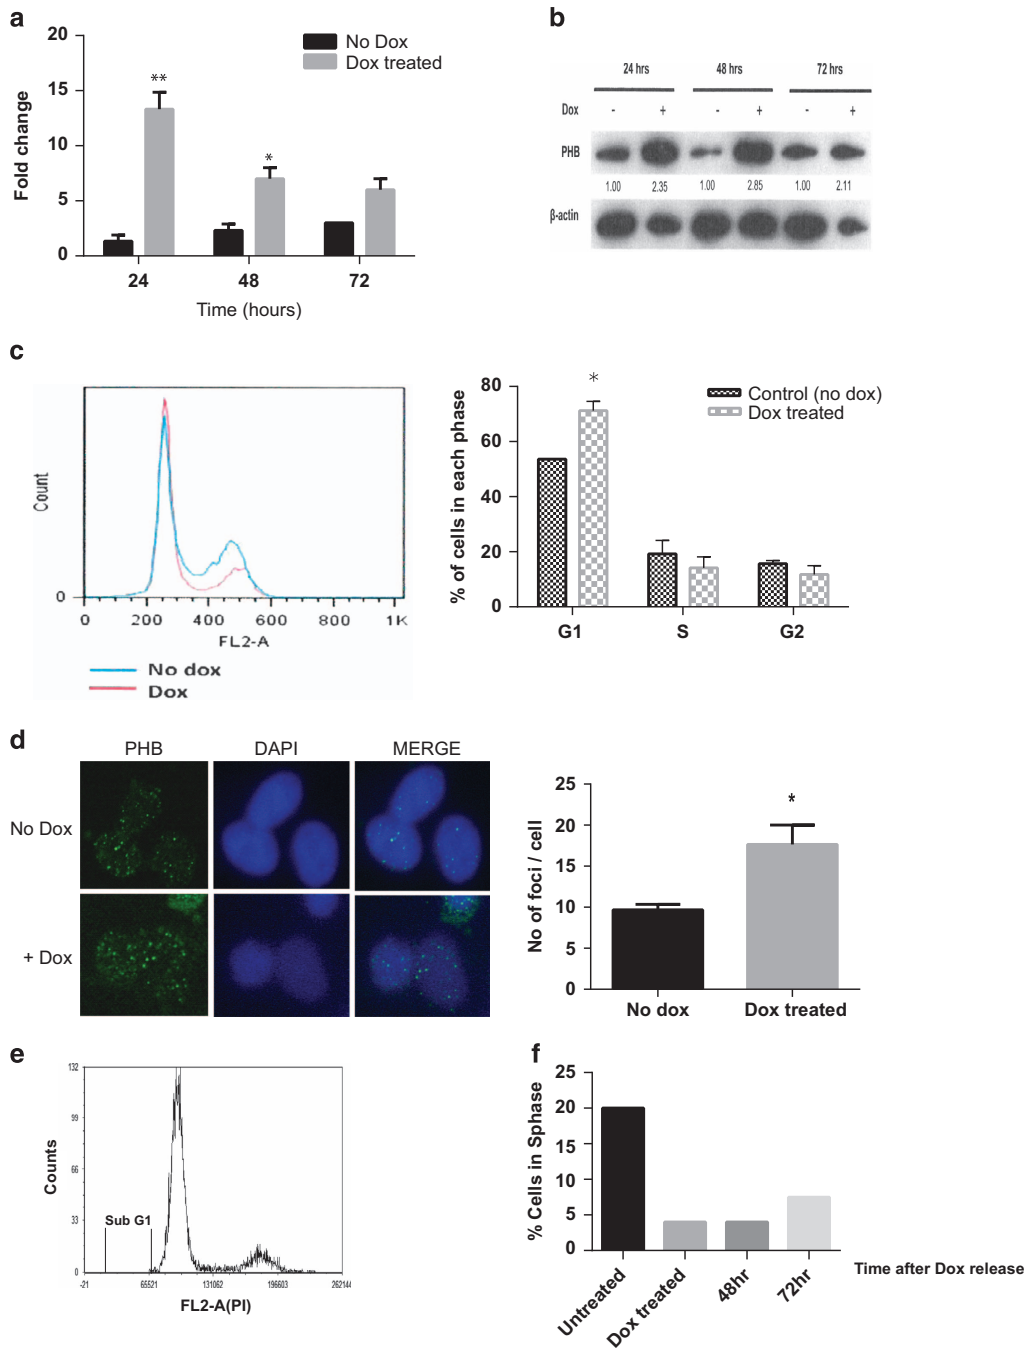 a
20
15
10
5
0
Fold change
No Dox
Dox treated
**
*
24 48 72
Time (hours)
b
24 hrs 48 hrs 72 hrs
Dox - + - + - +
PHB
1.00 2.35 1.00 2.85 1.00 2.11
β-actin
c
Count
0
0 200 400 600 800 1K
FL2-A
No dox
Dox
80
60
40
20
0
% of cells in each phase
*
Control (no dox)
Dox treated
G1 S G2
d
PHB DAPI MERGE
No Dox
+ Dox
25
20
15
10
5
0
No of foci / cell
*
No dox Dox treated
e
132
99
66
33
0
Counts
Sub G1
-21 65521 131062 196603 262144
FL2-A(PI)
f
25
20
15
10
5
0
% Cells in Sphase
Untreated
Dox treated
48hr
72hr
Time after Dox release